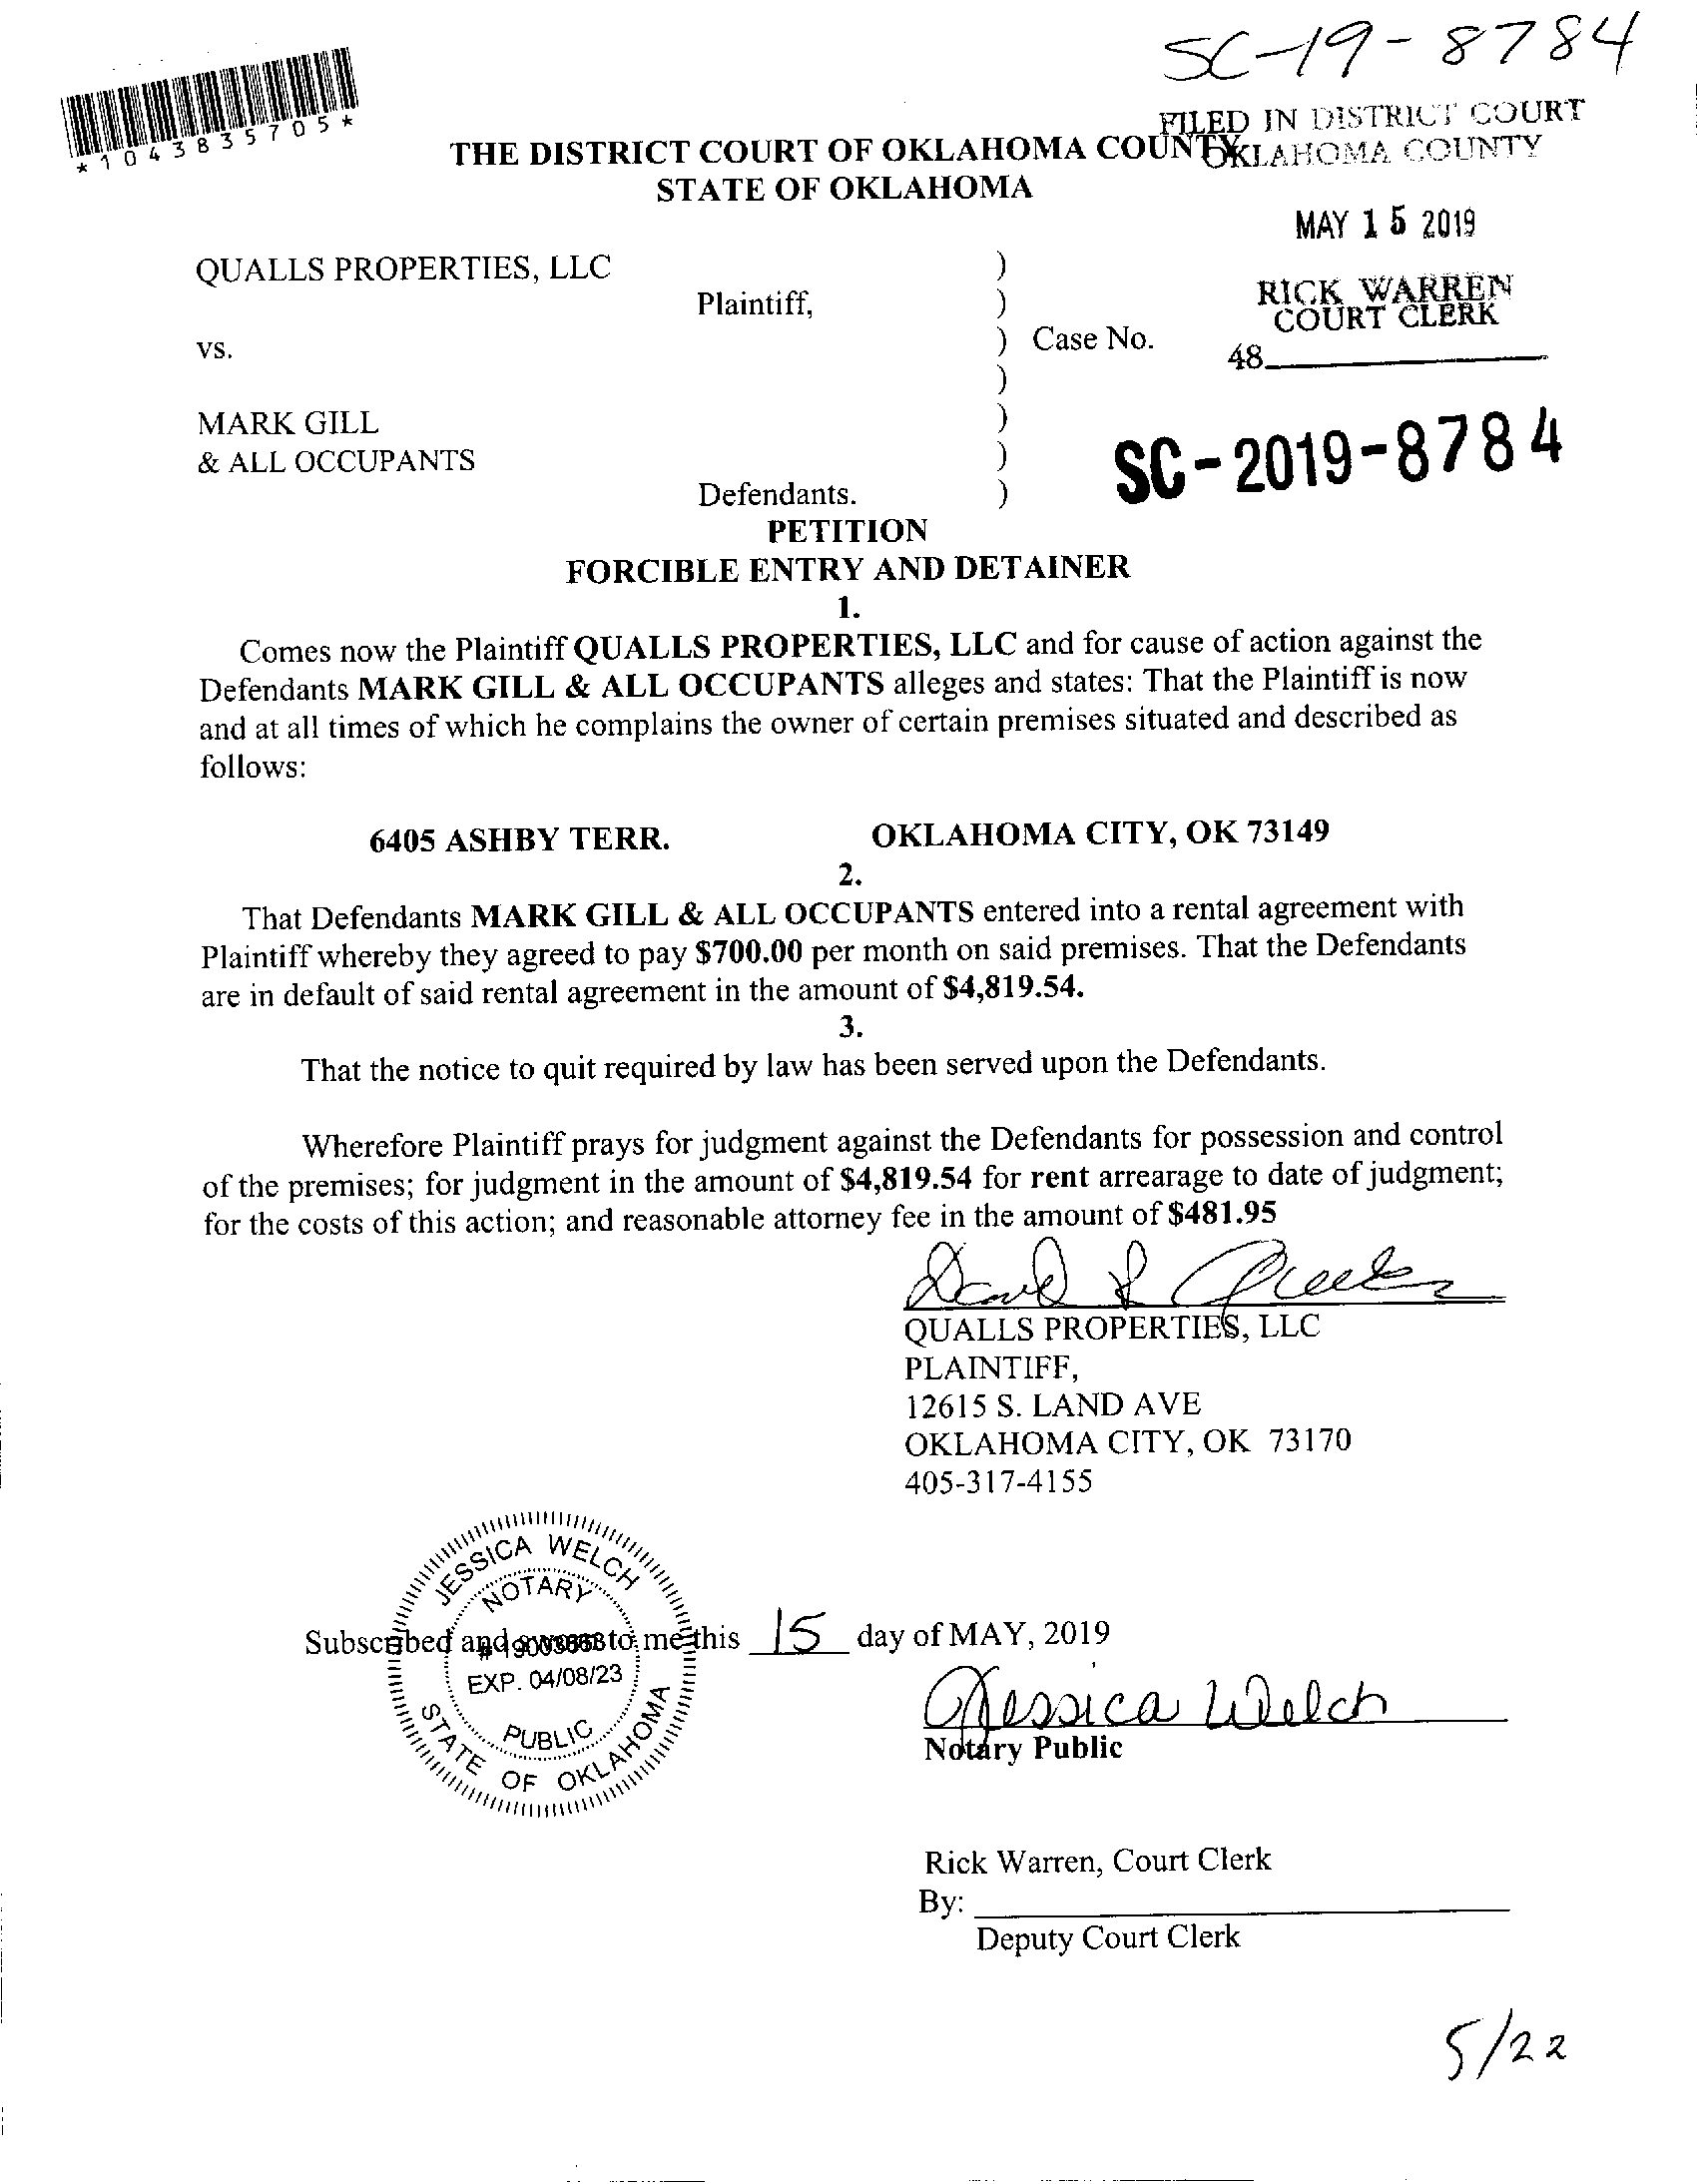 SC-19-8784
*1043835705*
FILED IN DISTRICT COURT
OKLAHOMA COUNTY
THE DISTRICT COURT OF OKLAHOMA COUNTY
STATE OF OKLAHOMA
MAY 15 2019
QUALLS PROPERTIES, LLC )
Plaintiff, )
RICK WARREN
COURT CLERK
vs. ) Case No.
48
)
MARK GILL )
& ALL OCCUPANTS )
SC-2019-8784
Defendants. )
PETITION
FORCIBLE ENTRY AND DETAINER
1.
Comes now the Plaintiff QUALLS PROPERTIES, LLC and for cause of action against the
Defendants MARK GILL & ALL OCCUPANTS alleges and states: That the Plaintiff is now
and at all times of which he complains the owner of certain premises situated and described as
follows:
6405 ASHBY TERR. OKLAHOMA CITY, OK 73149
2.
That Defendants MARK GILL & ALL OCCUPANTS entered into a rental agreement with
Plaintiff whereby they agreed to pay $700.00 per month on said premises. That the Defendants
are in default of said rental agreement in the amount of $4,819.54.
3.
That the notice to quit required by law has been served upon the Defendants.
Wherefore Plaintiff prays for judgment against the Defendants for possession and control
of the premises; for judgment in the amount of $4,819.54 for rent arrearage to date of judgment;
for the costs of this action; and reasonable attorney fee in the amount of $481.95
QUALLS PROPERTIES, LLC
PLAINTIFF,
12615 S. LAND AVE
OKLAHOMA CITY, OK 73170
405-317-4155
JESSICA WELCH
NOTARY
Subscribed and sworn to me this 15 day of MAY, 2019
EXP. 04/08/23
PUBLIC
STATE OF OKLAHOMA
Jessica Welch
Notary Public
Rick Warren, Court Clerk
By:
Deputy Court Clerk
5/22